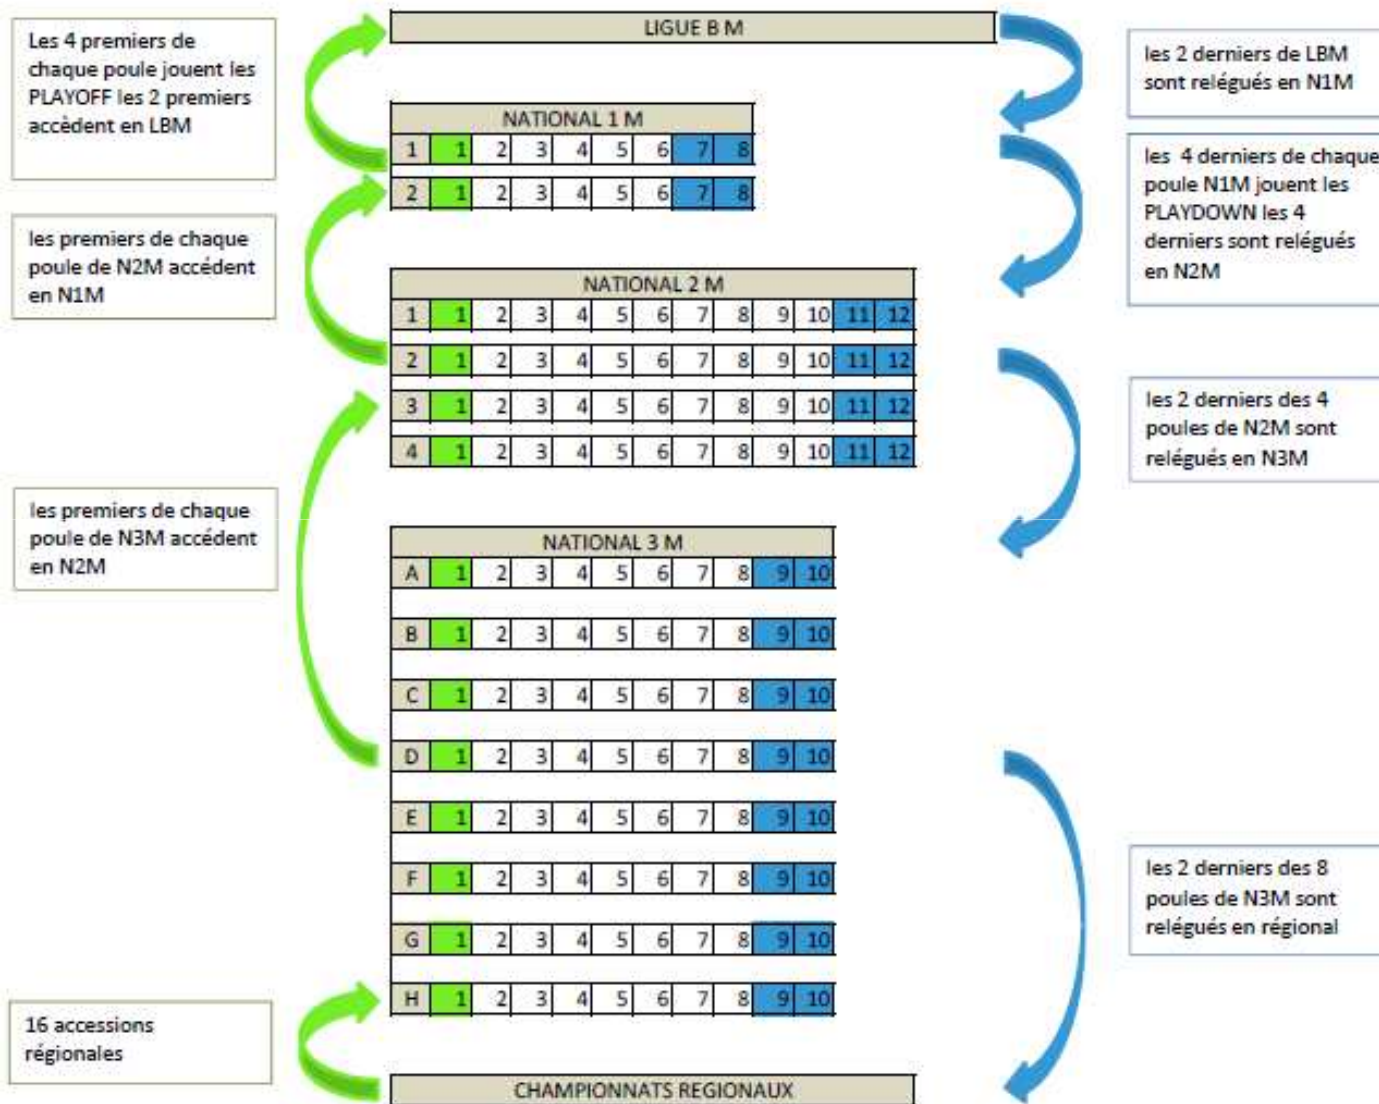 LIGUE B M
Les 4 premiers de
chaque poule jouent les
PLAYOFF les 2 premiers
accèdent en LBM
les 2 derniers de LBM
sont relégués en N1M
NATIONAL 1 M
1 1 2 3 4 5 6 7 8
2 1 2 3 4 5 6 7 8
les 4 derniers de chaque
poule N1M jouent les
PLAYDOWN les 4
derniers sont relégués
en N2M
les premiers de chaque
poule de N2M accédent
en N1M
NATIONAL 2 M
1 1 2 3 4 5 6 7 8 9 10 11 12
2 1 2 3 4 5 6 7 8 9 10 11 12
3 1 2 3 4 5 6 7 8 9 10 11 12
4 1 2 3 4 5 6 7 8 9 10 11 12
les 2 derniers des 4
poules de N2M sont
relégués en N3M
les premiers de chaque
poule de N3M accédent
en N2M
NATIONAL 3 M
A 1 2 3 4 5 6 7 8 9 10
B 1 2 3 4 5 6 7 8 9 10
C 1 2 3 4 5 6 7 8 9 10
D 1 2 3 4 5 6 7 8 9 10
E 1 2 3 4 5 6 7 8 9 10
F 1 2 3 4 5 6 7 8 9 10
G 1 2 3 4 5 6 7 8 9 10
H 1 2 3 4 5 6 7 8 9 10
les 2 derniers des 8
poules de N3M sont
relégués en régional
16 accessions
régionales
CHAMPIONNATS REGIONAUX